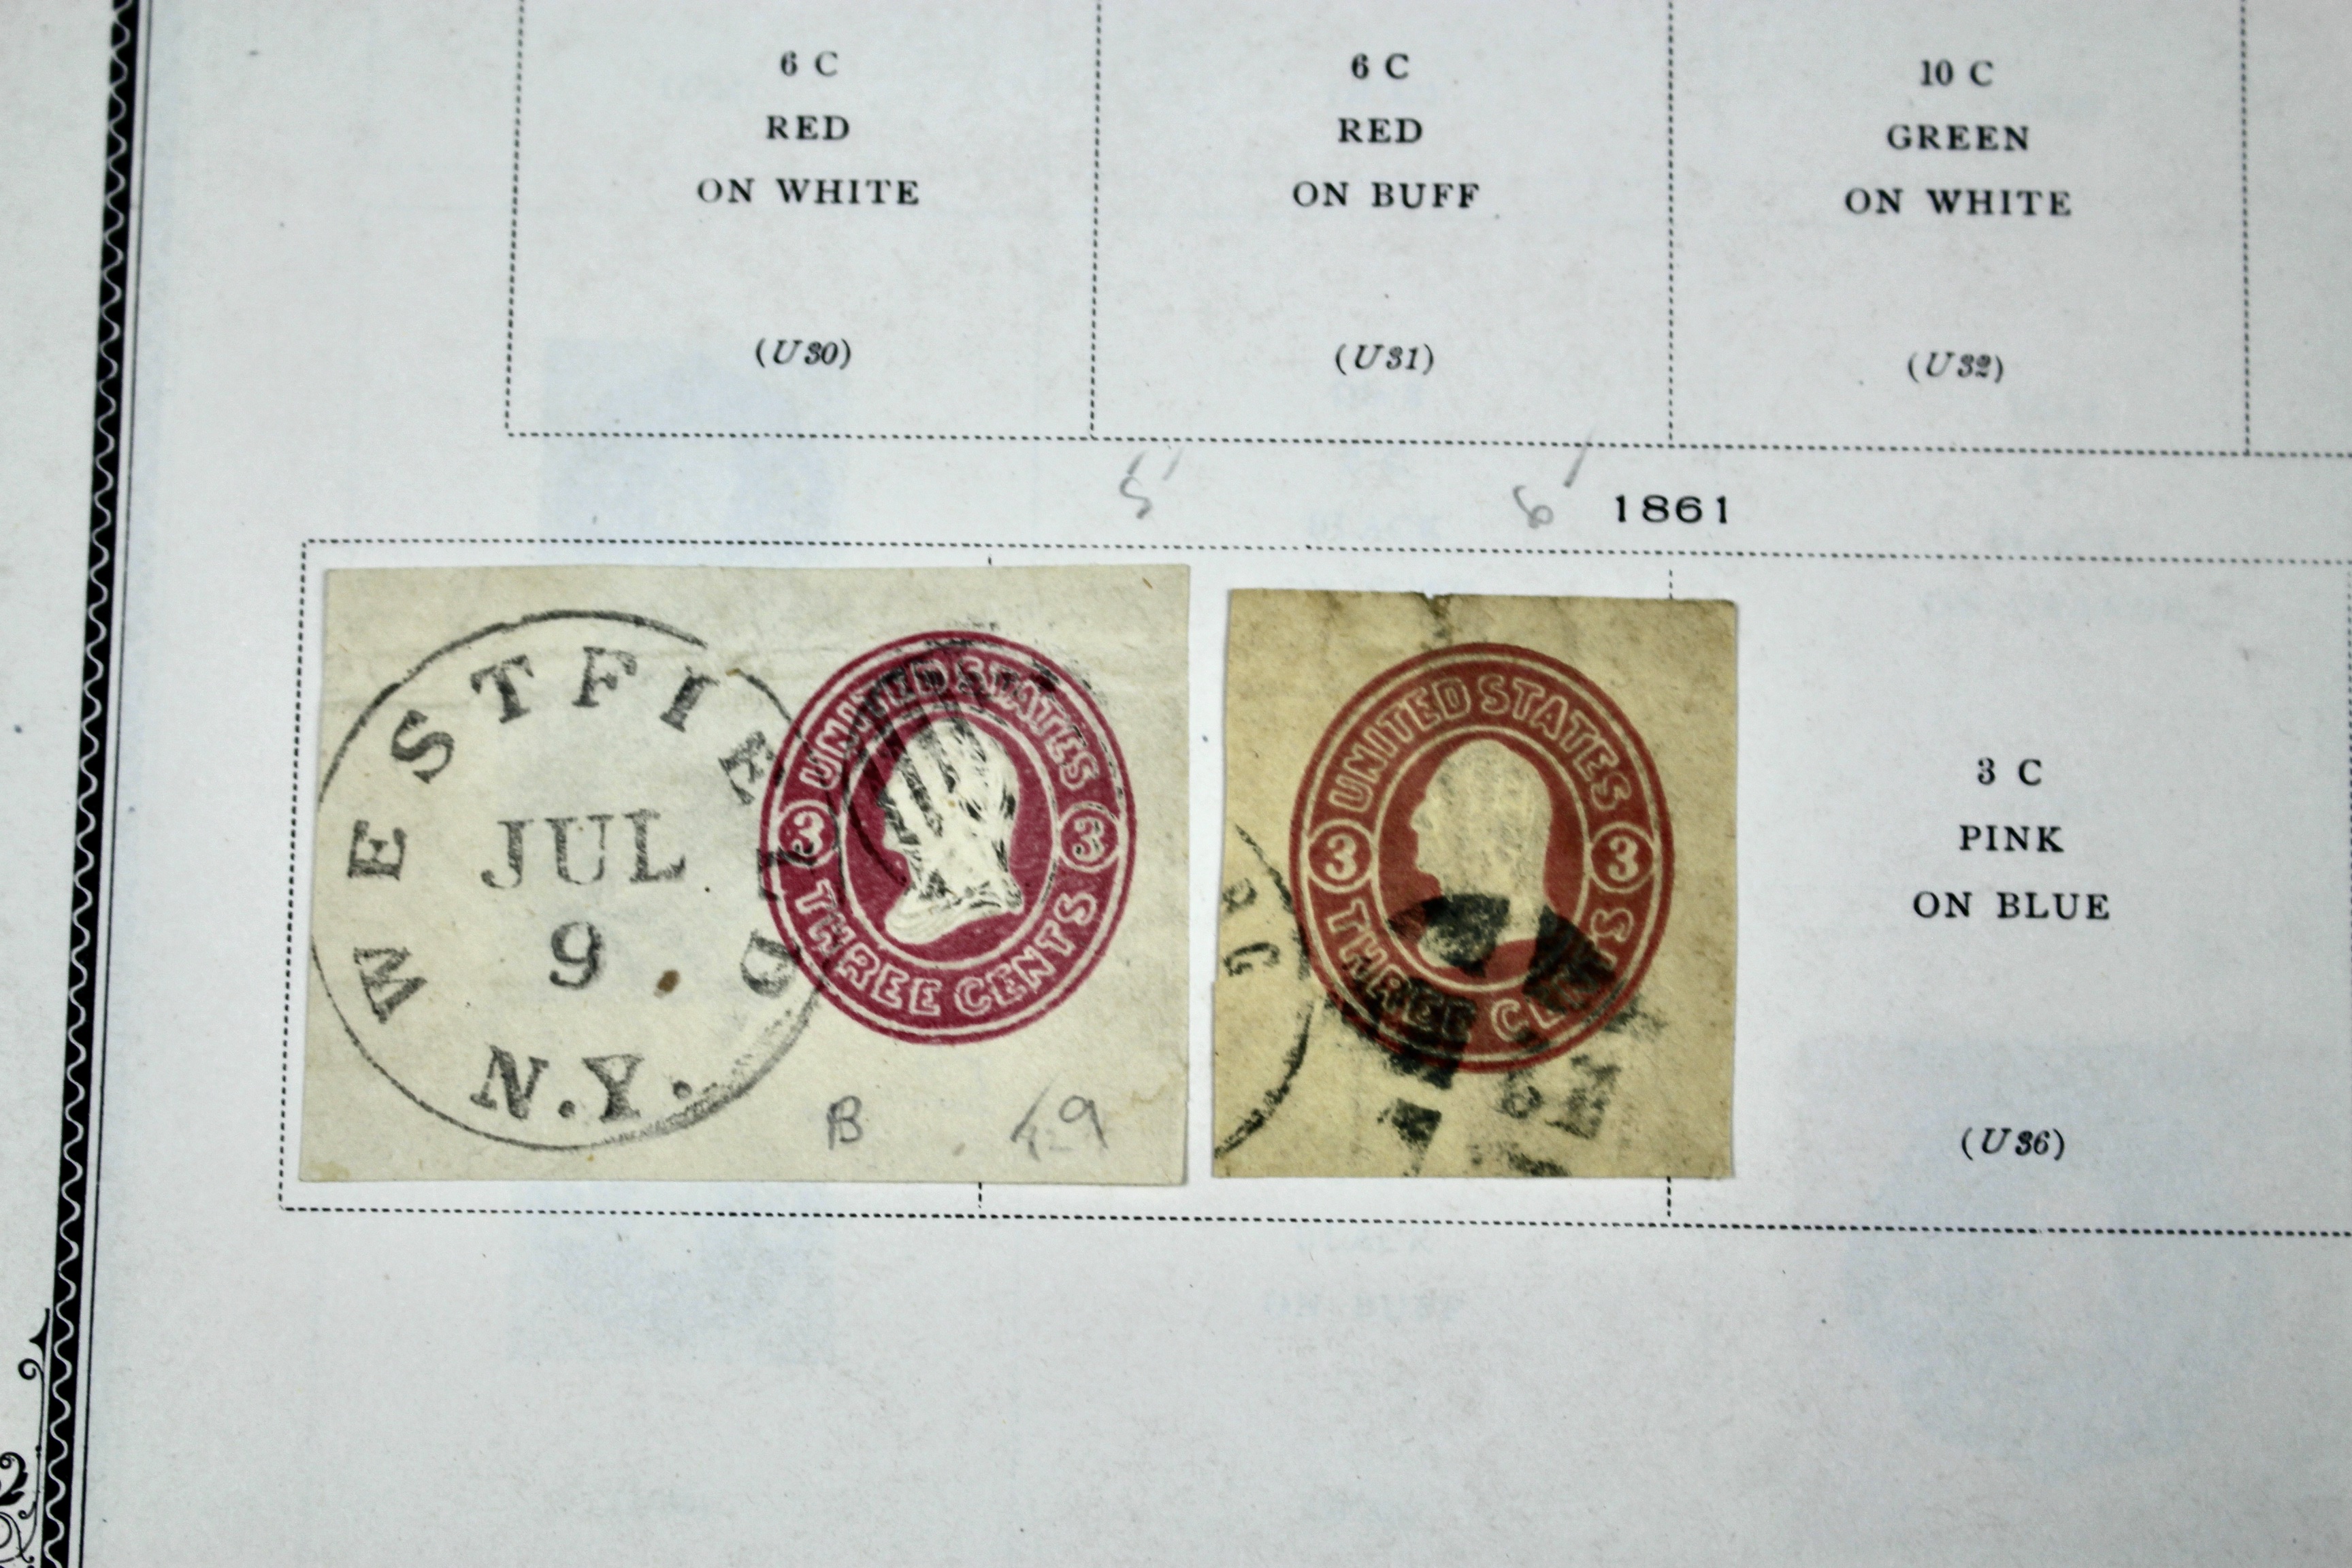 6 C
RED
ON WHITE
(U30)
6 C
RED
ON BUFF
(U31)
10 C
GREEN
ON WHITE
(U32)
5
6
1861
WESTFIELD
JUL
9
N.Y.
UNITED STATES
3 3
THREE CENTS
B 
UNITED STATES
3 3
THREE CENTS
3 C
PINK
ON BLUE
(U36)